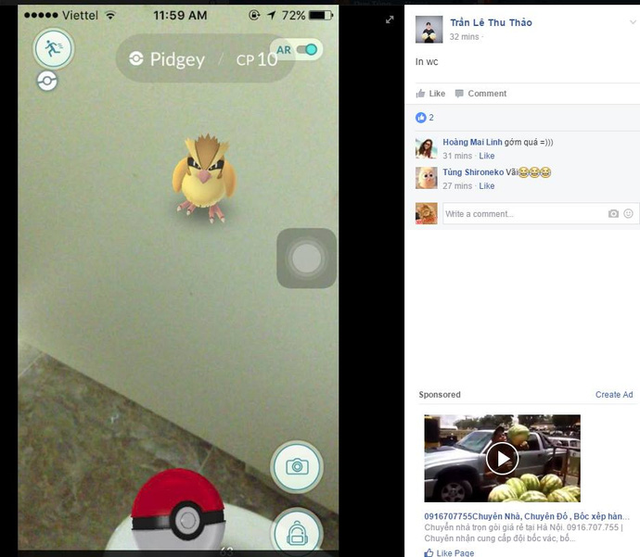 Viettel 11:59 AM 72%
Pidgey / CP 10
AR
Trần Lê Thu Thảo
32 mins ·
In wc
Like Comment
2
Hoàng Mai Linh gớm quá =)))
31 mins · Like
Tùng Shironeko Vãi😂😂😂
27 mins · Like
Write a comment...
Sponsored Create Ad
0916707755Chuyển Nhà, Chuyển Đồ , Bốc xếp hàn...
Chuyển nhà trọn gói giá rẻ tại Hà Nội. 0916.707.755 |
Chuyên nhận cung cấp đội bốc vác, bố...
Like Page